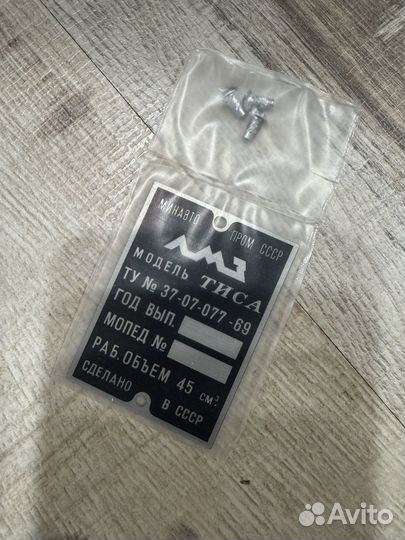 МИНАВТО ПРОМ СССР
ЛМЗ
МОДЕЛЬ ТИСА
ТУ № 37-07-077-69
ГОД ВЫП.
МОПЕД №
РАБ. ОБЪЕМ 45 см³
СДЕЛАНО В СССР
Avito